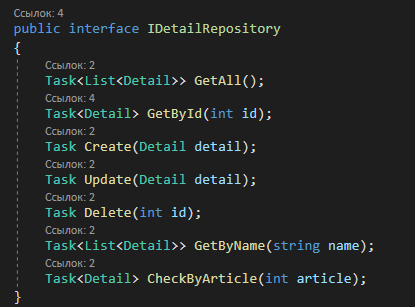 Ссылок: 4
public interface IDetailRepository
{
Ссылок: 2
Task<List<Detail>> GetAll();
Ссылок: 4
Task<Detail> GetById(int id);
Ссылок: 2
Task Create(Detail detail);
Ссылок: 2
Task Update(Detail detail);
Ссылок: 2
Task Delete(int id);
Ссылок: 2
Task<List<Detail>> GetByName(string name);
Ссылок: 2
Task<Detail> CheckByArticle(int article);
}